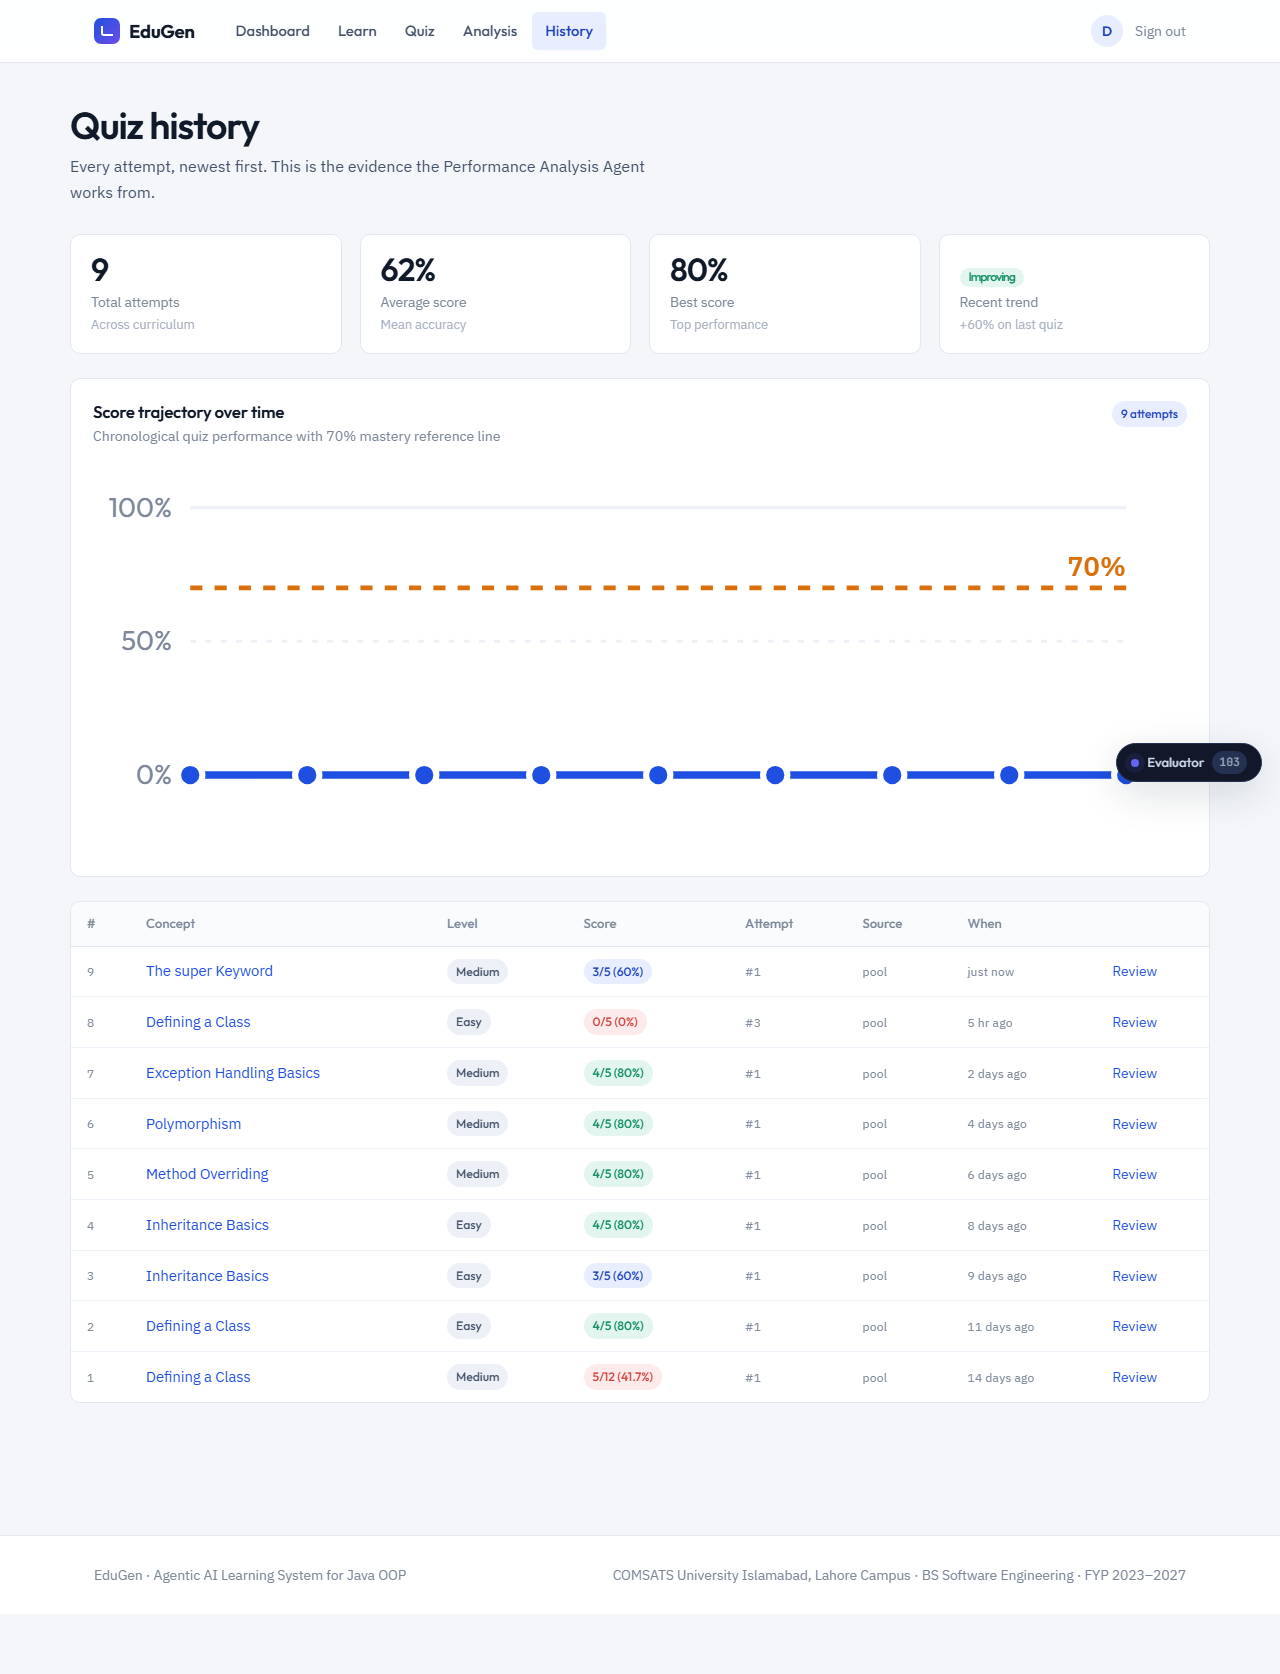 EduGen Dashboard Learn Quiz Analysis History D Sign out
Quiz history
Every attempt, newest first. This is the evidence the Performance Analysis Agent
works from.
9
Total attempts
Across curriculum
62%
Average score
Mean accuracy
80%
Best score
Top performance
Improving
Recent trend
+60% on last quiz
Score trajectory over time
9 attempts
Chronological quiz performance with 70% mastery reference line
100%
70%
50%
0%
Evaluator 103
# Concept Level Score Attempt Source When
9 The super Keyword Medium 3/5 (60%) #1 pool just now Review
8 Defining a Class Easy 0/5 (0%) #3 pool 5 hr ago Review
7 Exception Handling Basics Medium 4/5 (80%) #1 pool 2 days ago Review
6 Polymorphism Medium 4/5 (80%) #1 pool 4 days ago Review
5 Method Overriding Medium 4/5 (80%) #1 pool 6 days ago Review
4 Inheritance Basics Easy 4/5 (80%) #1 pool 8 days ago Review
3 Inheritance Basics Easy 3/5 (60%) #1 pool 9 days ago Review
2 Defining a Class Easy 4/5 (80%) #1 pool 11 days ago Review
1 Defining a Class Medium 5/12 (41.7%) #1 pool 14 days ago Review
EduGen · Agentic AI Learning System for Java OOP
COMSATS University Islamabad, Lahore Campus · BS Software Engineering · FYP 2023–2027